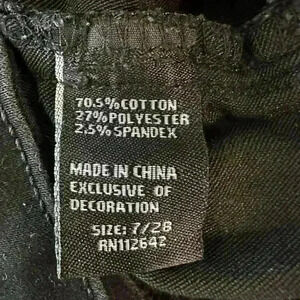 70.5%COTTON
27%POLYESTER
2.5%SPANDEX
MADE IN CHINA
EXCLUSIVE OF
DECORATION
SIZE: 7/28
RN112642